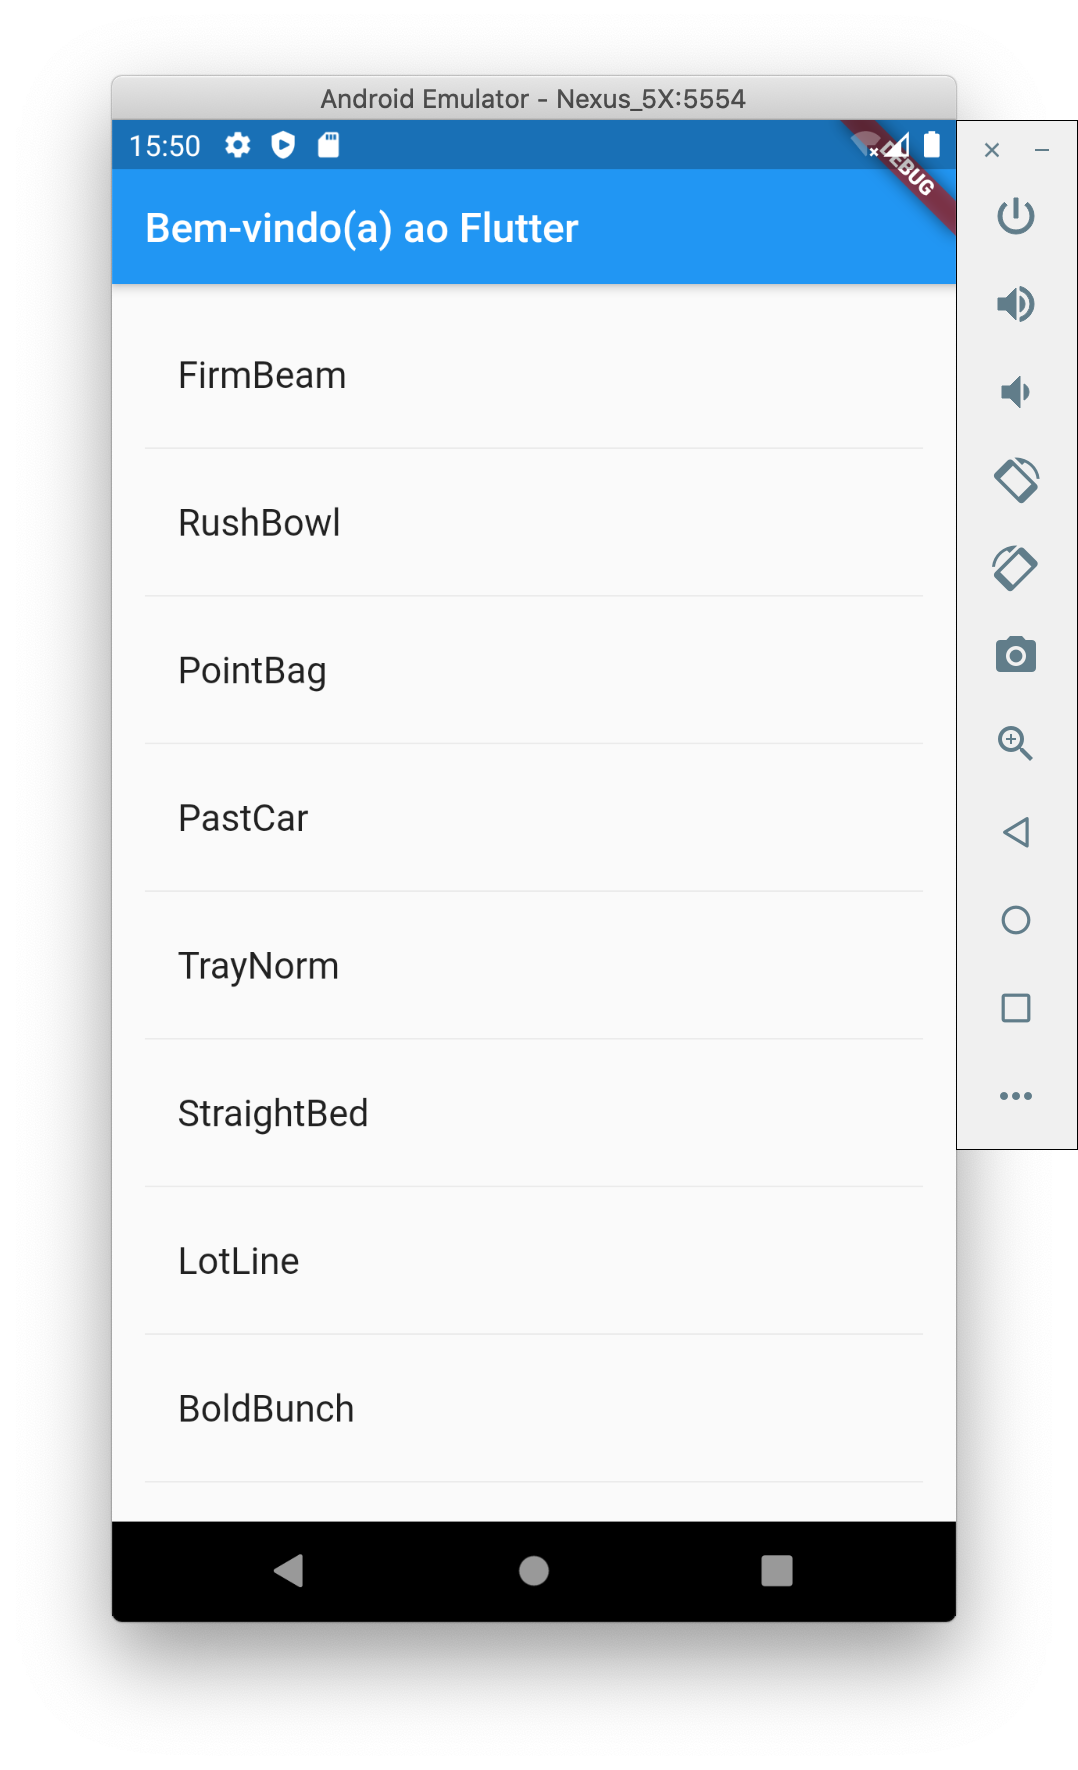 Android Emulator - Nexus_5X:5554
15:50
DEBUG
Bem-vindo(a) ao Flutter
FirmBeam
RushBowl
PointBag
PastCar
TrayNorm
StraightBed
LotLine
BoldBunch